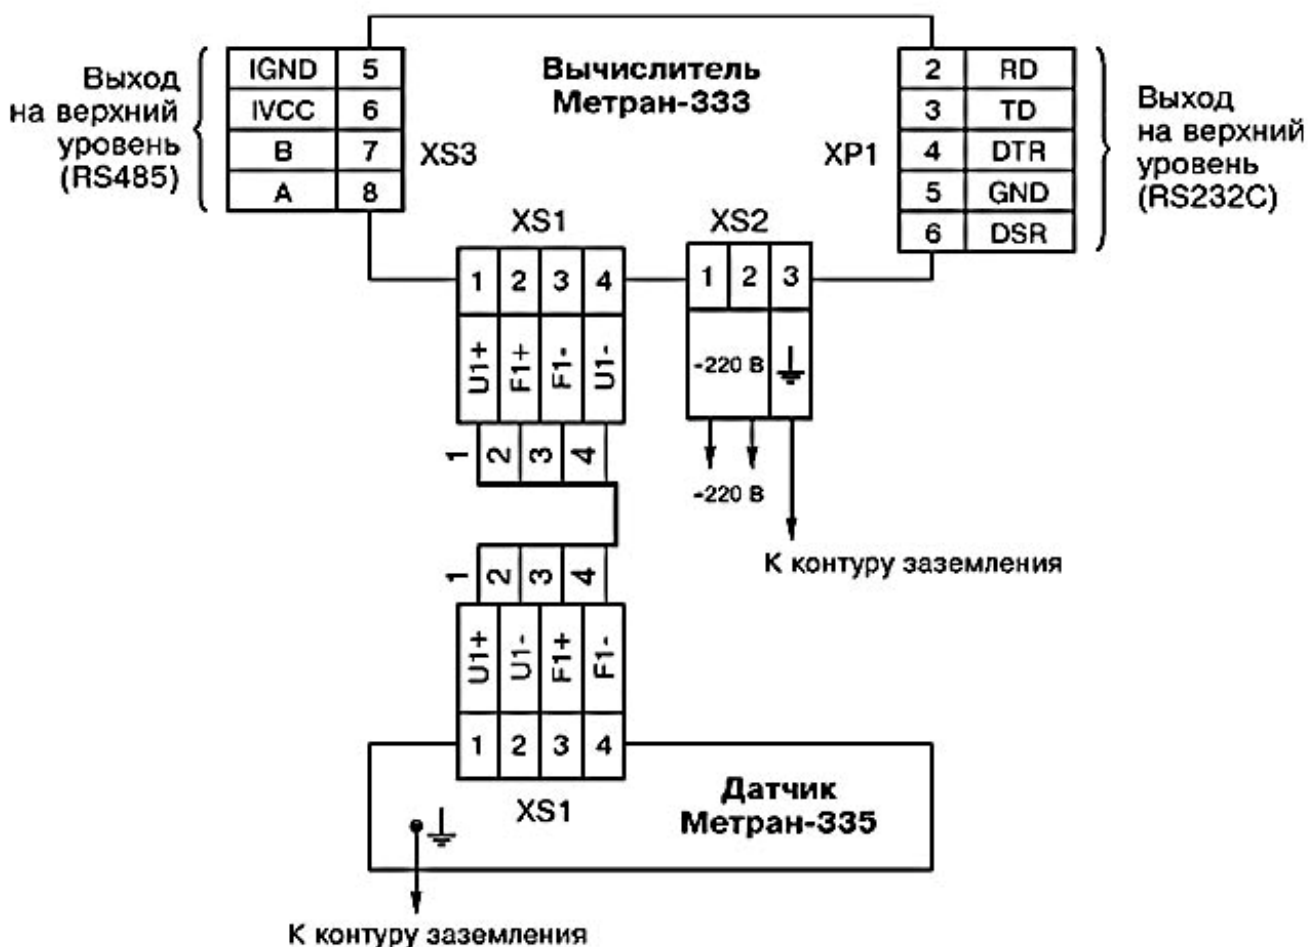 Вычислитель
Метран-333
Выход
на верхний
уровень
(RS485)
IGND 5
IVCC 6
B 7
A 8
XS3
XP1
2 RD
3 TD
4 DTR
5 GND
6 DSR
Выход
на верхний
уровень
(RS232C)
XS1
1 2 3 4
U1+ F1+ F1- U1-
1 2 3 4
XS2
1 2 3
~220 В
~220 В
К контуру заземления
1 2 3 4
U1+ U1- F1+ F1-
1 2 3 4
XS1
Датчик
Метран-335
К контуру заземления